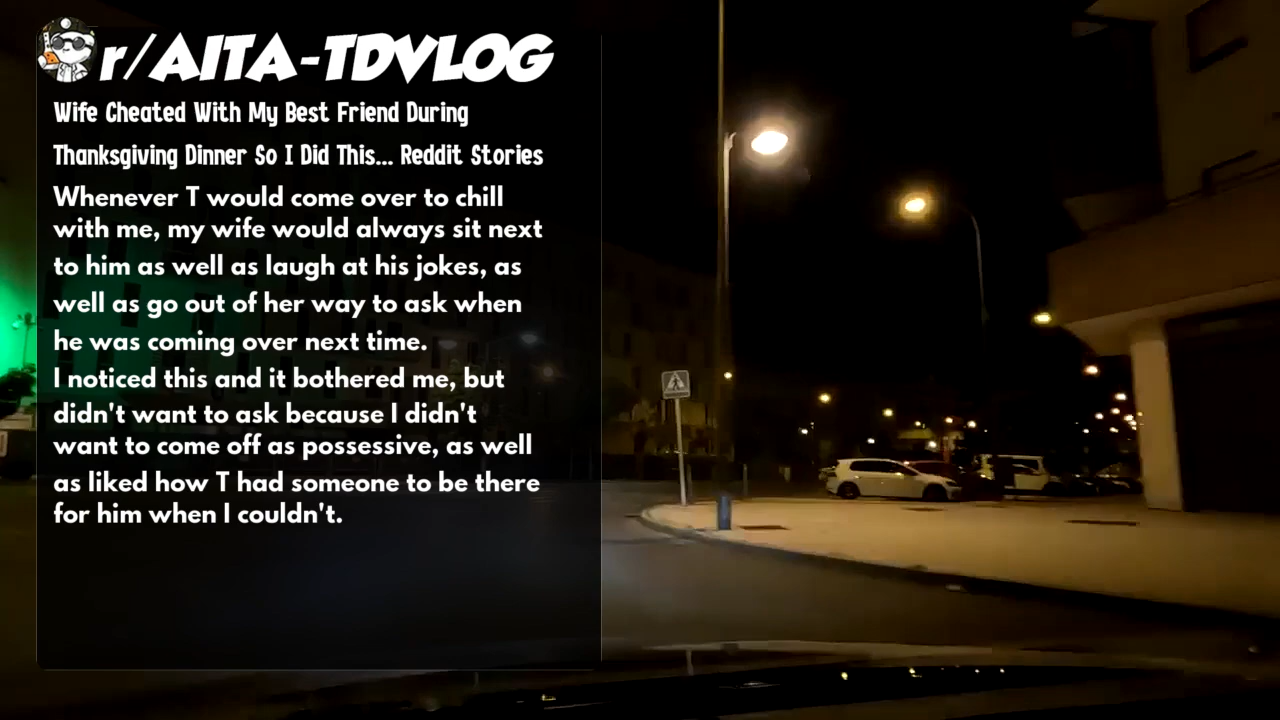 r/AITA-TDVLOG
Wife Cheated With My Best Friend During
Thanksgiving Dinner So I Did This... Reddit Stories
Whenever T would come over to chill
with me, my wife would always sit next
to him as well as laugh at his jokes, as
well as go out of her way to ask when
he was coming over next time.
I noticed this and it bothered me, but
didn't want to ask because I didn't
want to come off as possessive, as well
as liked how T had someone to be there
for him when I couldn't.